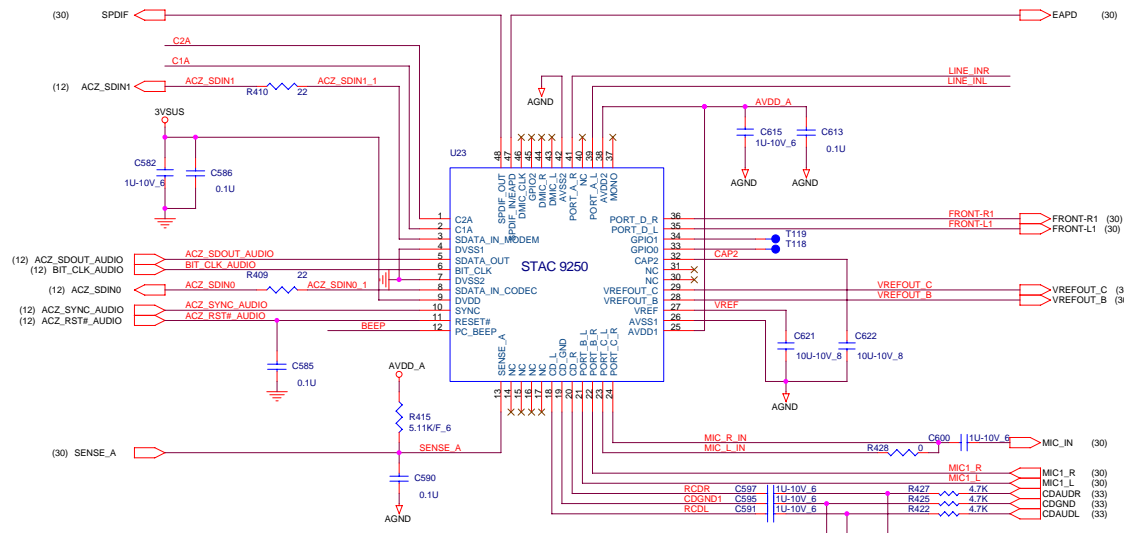 (30) SPDIF EAPD (30)
C2A
C1A
LINE_INR
LINE_INL
(12) ACZ_SDIN1 ACZ_SDIN1 ACZ_SDIN1_1
R410 22
AGND
3VSUS
AVDD_A
C615
1U-10V_6
C613
0.1U
AGND AGND
C582
1U-10V_6
C586
0.1U
U23
48 47 46 45 44 43 42 41 40 39 38 37
SPDIF_OUT
SPDIF_IN/EAPD
DMIC_CLK
GPIO2
DMIC_R
DMIC_L
AVSS2
PORT_A_R
NC
PORT_A_L
AVDD2
MONO
STAC 9250
1 C2A
2 C1A
3 SDATA_IN_MODEM
4 DVSS1
5 SDATA_OUT
6 BIT_CLK
7 DVSS2
8 SDATA_IN_CODEC
9 DVDD
10 SYNC
11 RESET#
12 PC_BEEP
PORT_D_R 36
PORT_D_L 35
GPIO1 34
GPIO0 33
CAP2 32
NC 31
NC 30
VREFOUT_C 29
VREFOUT_B 28
VREF 27
AVSS1 26
AVDD1 25
FRONT-R1 FRONT-R1 (30)
FRONT-L1 FRONT-L1 (30)
T119
T118
CAP2
VREFOUT_C VREFOUT_C (3
VREFOUT_B VREFOUT_B (30
VREF
C621
10U-10V_8
C622
10U-10V_8
AGND
(12) ACZ_SDOUT_AUDIO ACZ_SDOUT_AUDIO
(12) BIT_CLK_AUDIO BIT_CLK_AUDIO
R409 22
(12) ACZ_SDIN0 ACZ_SDIN0 ACZ_SDIN0_1
(12) ACZ_SYNC_AUDIO ACZ_SYNC_AUDIO
(12) ACZ_RST#_AUDIO ACZ_RST#_AUDIO
BEEP
C585
0.1U
SENSE_A
NC
NC
NC
NC
CD_L
CD_GND
CD_R
PORT_B_L
PORT_B_R
PORT_C_L
PORT_C_R
13 14 15 16 17 18 19 20 21 22 23 24
AVDD_A
R415
5.11K/F_6
(30) SENSE_A SENSE_A
C590
0.1U
AGND
MIC_R_IN C600 1U-10V_6 MIC_IN (30)
MIC_L_IN R428 0
MIC1_R MIC1_R (30)
MIC1_L MIC1_L (30)
RCDR C597 1U-10V_6 R427 4.7K CDAUDR (33)
CDGND1 C595 1U-10V_6 R425 4.7K CDGND (33)
RCDL C591 1U-10V_6 R422 4.7K CDAUDL (33)